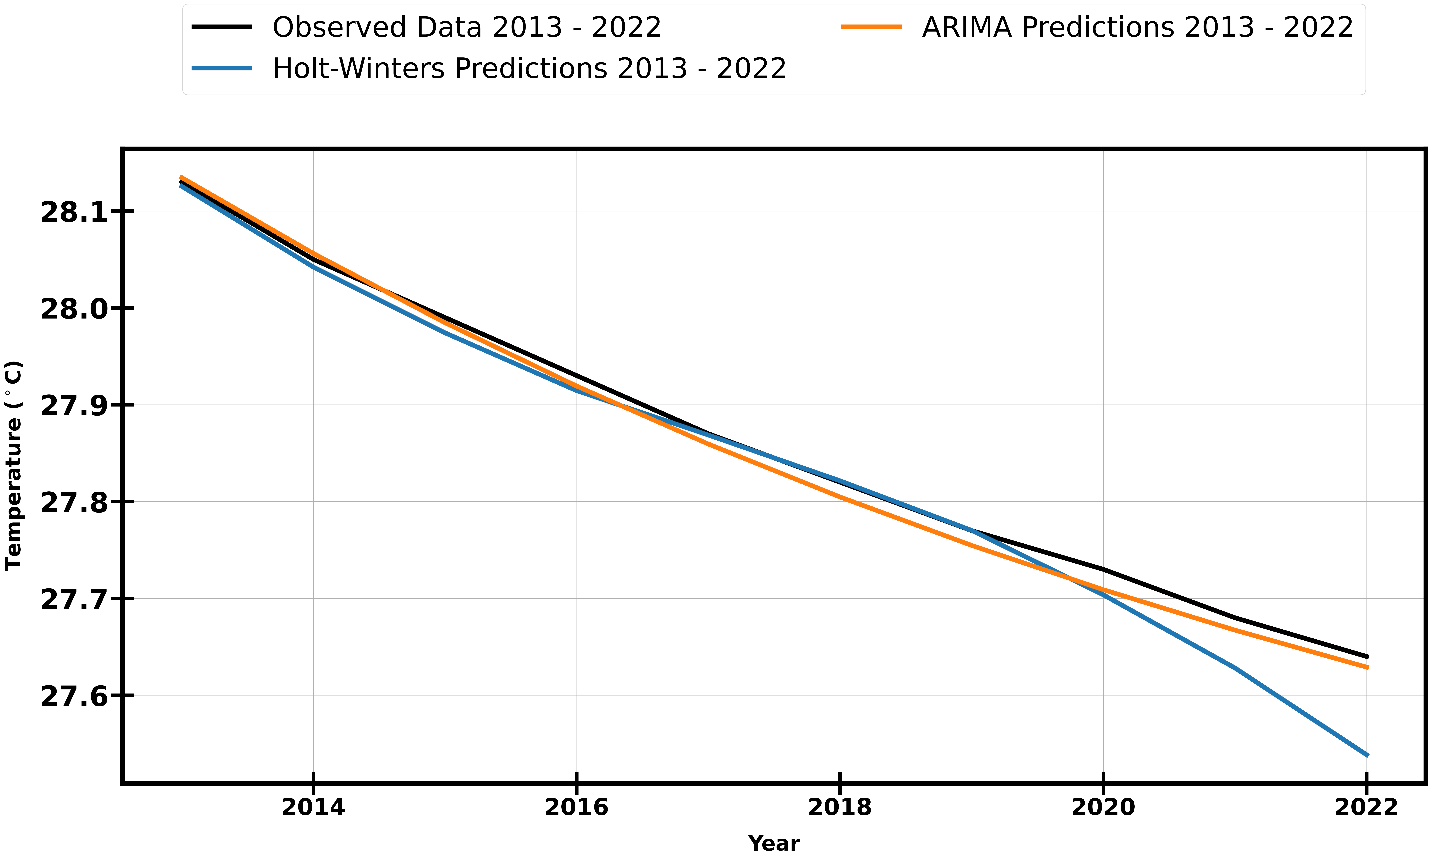 Observed Data 2013 - 2022
Holt-Winters Predictions 2013 - 2022
ARIMA Predictions 2013 - 2022
Temperature (°C)
28.1
28.0
27.9
27.8
27.7
27.6
2014
2016
2018
2020
2022
Year